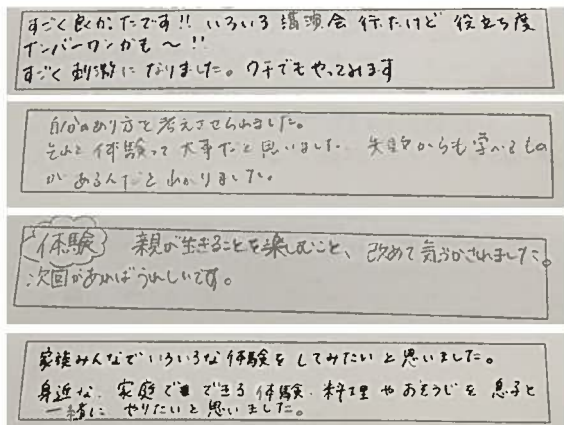 すごく良かったです!! いろいろ講演会行ったけど 役立ち度
ナンバーワンかも〜!!
すごく刺激になりました。ウチでもやってみます
自分のあり方を考えさせられました。
それと体験って大事だと思いました。失敗からも学べるもの
があるんだとわかりました。
体験 親が生きることを楽しむこと、改めて気づかされました。
次回があればうれしいです。
家族みんなでいろいろな体験をしてみたいと思いました。
身近な、家庭でできる体験、料理やおそうじを息子と
一緒にやりたいと思いました。